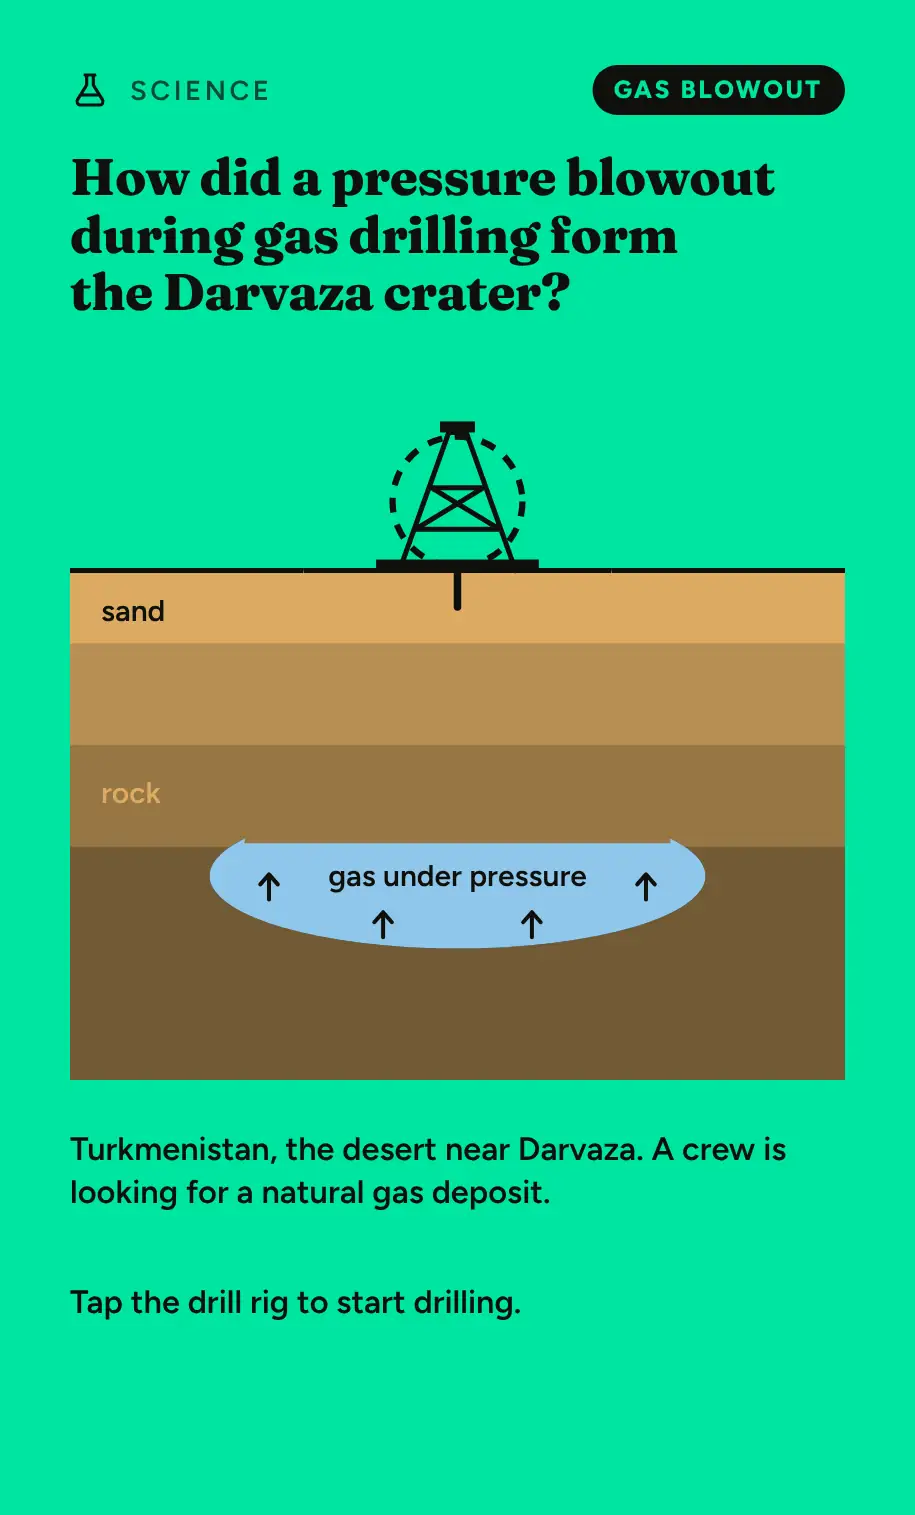 SCIENCE
GAS BLOWOUT
How did a pressure blowout
during gas drilling form
the Darvaza crater?
sand
rock
gas under pressure
Turkmenistan, the desert near Darvaza. A crew is
looking for a natural gas deposit.
Tap the drill rig to start drilling.